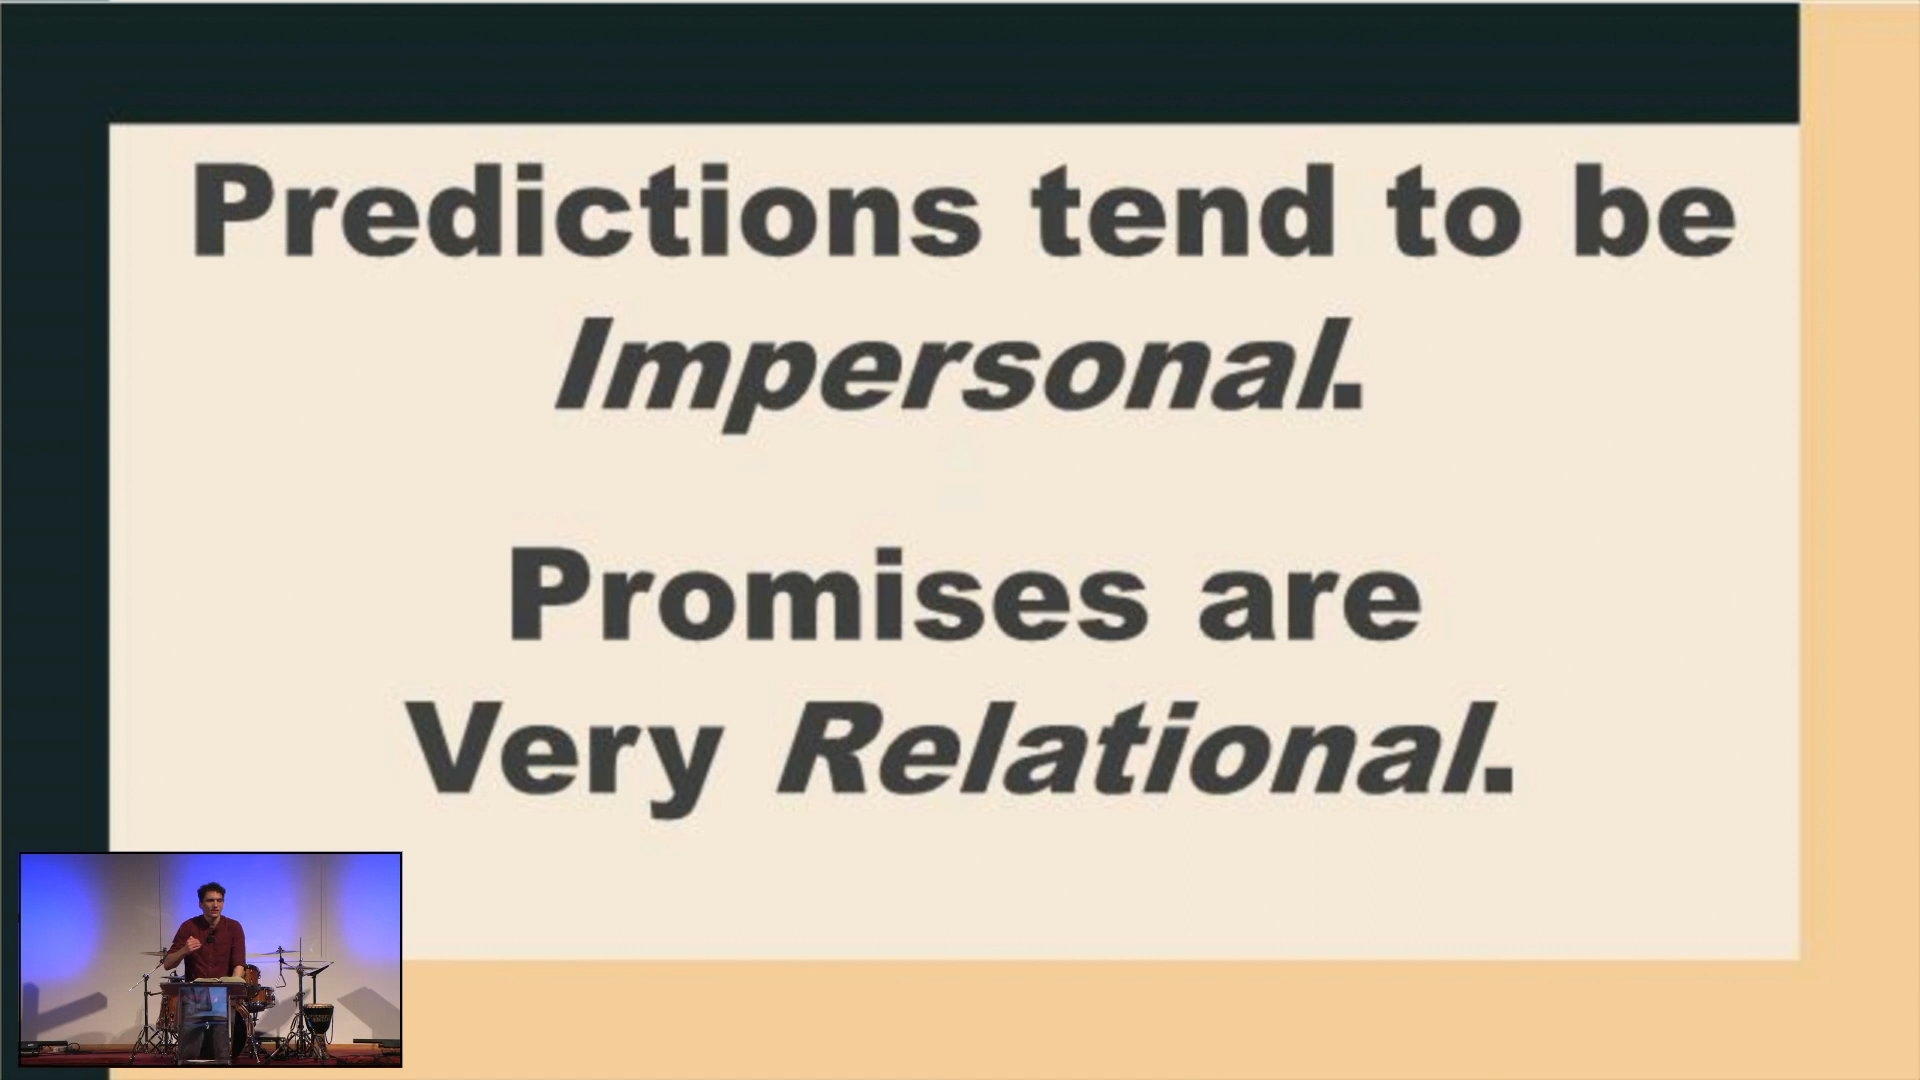 Predictions tend to be
Impersonal.
Promises are
Very Relational.